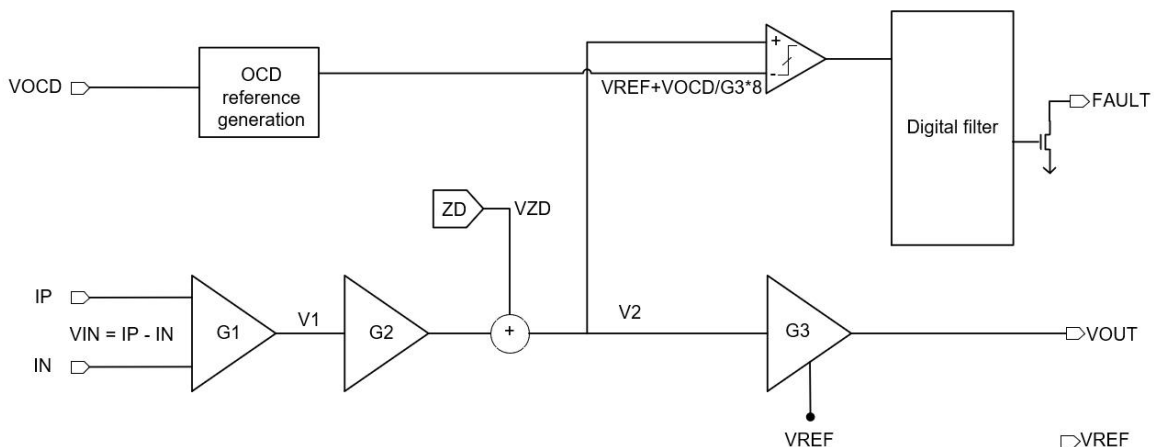 VOCD
OCD
reference
generation
+
-
VREF+VOCD/G3*8
Digital filter
FAULT
ZD
VZD
IP
VIN = IP - IN
IN
G1
V1
G2
+
V2
G3
VOUT
VREF
VREF